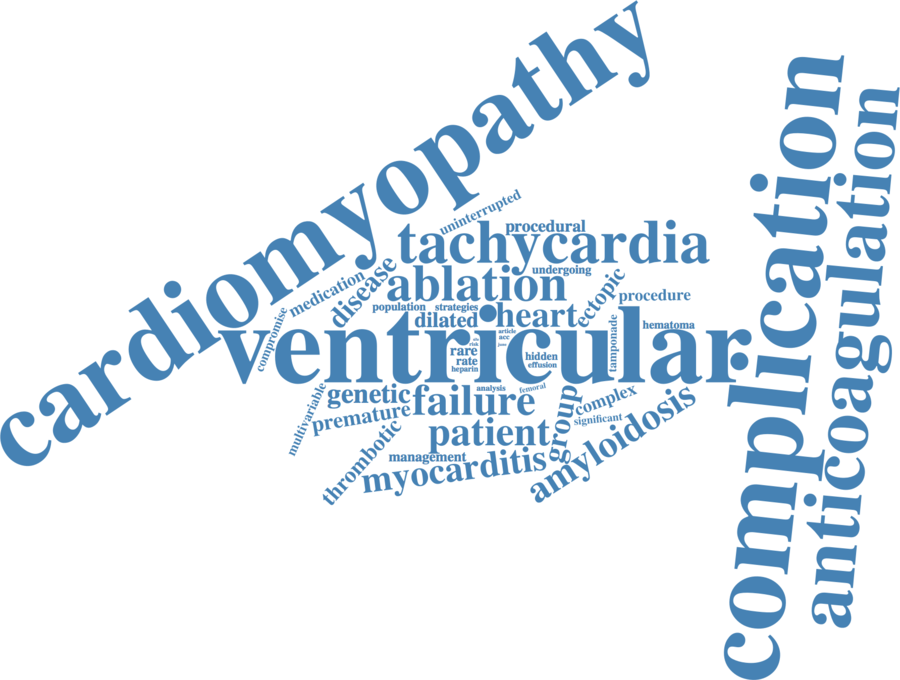 cardiomyopathy
complication
anticoagulation
uninterrupted
procedural
tachycardia
undergoing
disease
medication
ablation
ectopic
procedure
population
strategies
heart
dilated
compromise
ventricular
article
acc
tamponade
hematoma
rare
risk
rate
hidden
effusion
heparin
multivariable
genetic
analysis
femoral
failure
premature
group
complex
significant
thrombotic
patient
amyloidosis
management
myocarditis